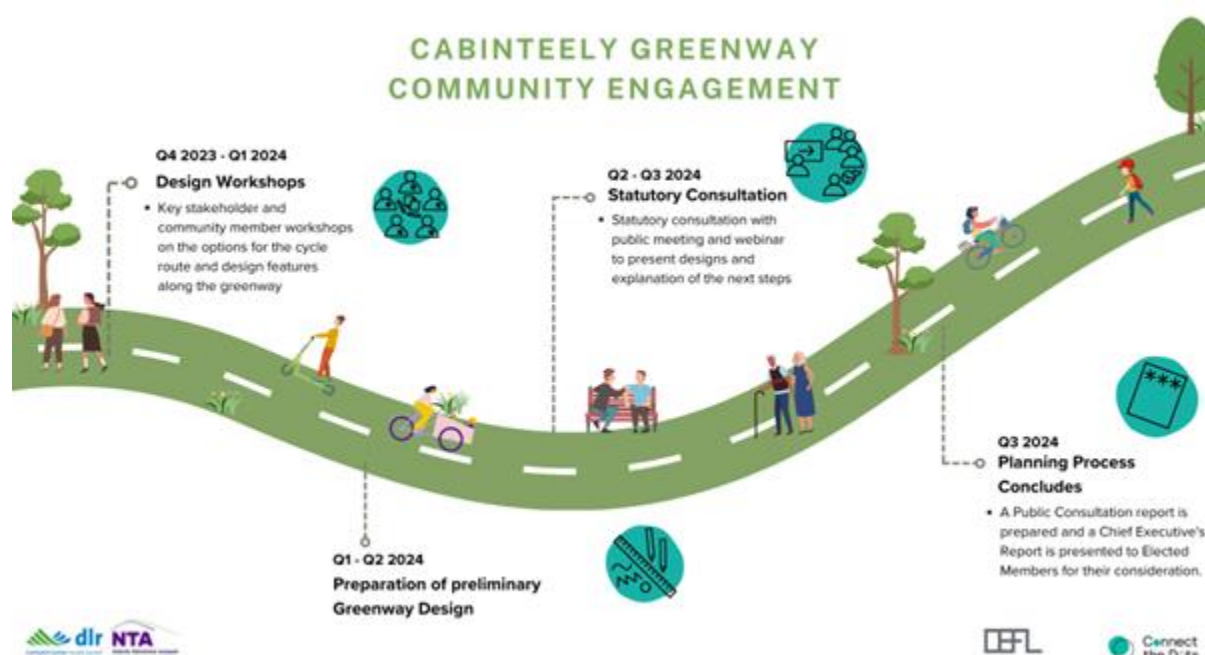 CABINTEELY GREENWAY
COMMUNITY ENGAGEMENT
Q4 2023 - Q1 2024
Design Workshops
• Key stakeholder and
community member workshops
on the options for the cycle
route and design features
along the greenway
Q2 - Q3 2024
Statutory Consultation
• Statutory consultation with
public meeting and webinar
to present designs and
explanation of the next steps
Q3 2024
Planning Process
Concludes
• A Public Consultation report is
prepared and a Chief Executive's
Report is presented to Elected
Members for their consideration.
Q1 - Q2 2024
Preparation of preliminary
Greenway Design
dlr NTA
Connect
the Dots